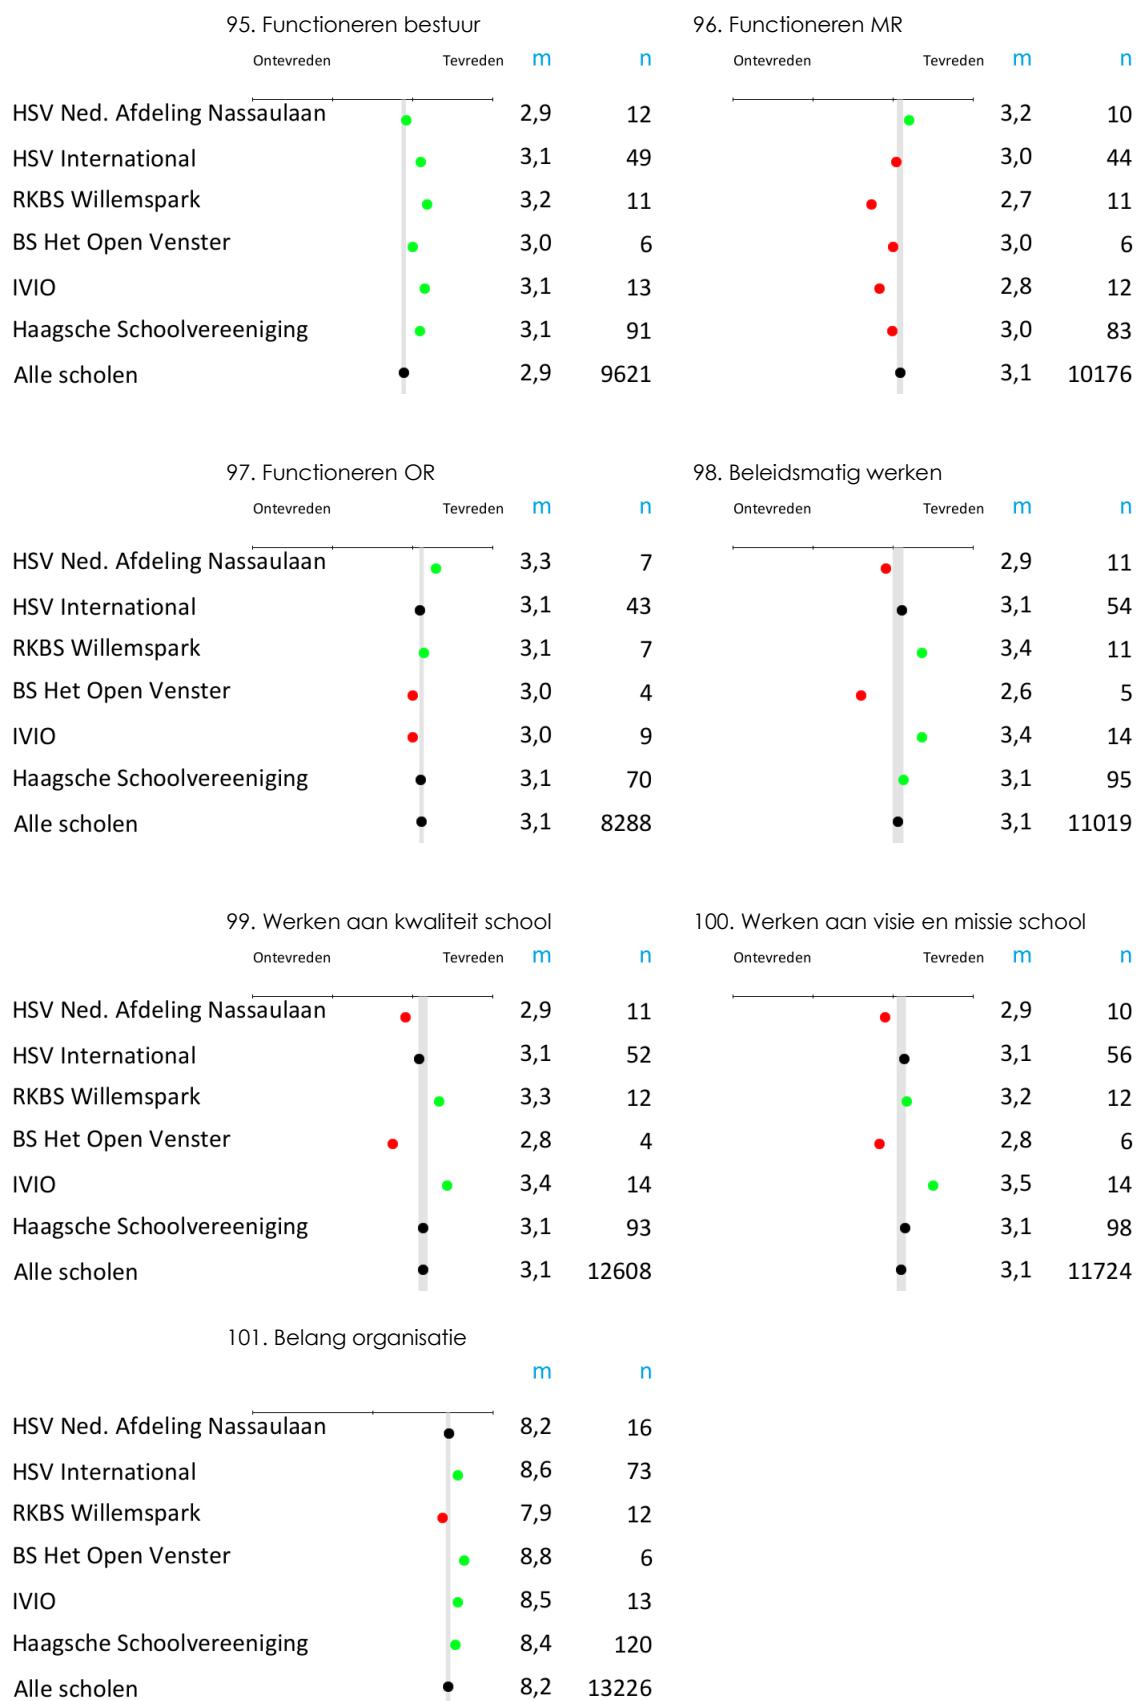 95. Functioneren bestuur
Ontevreden Tevreden m n
HSV Ned. Afdeling Nassaulaan 2,9 12
HSV International 3,1 49
RKBS Willemspark 3,2 11
BS Het Open Venster 3,0 6
IVIO 3,1 13
Haagsche Schoolvereeniging 3,1 91
Alle scholen 2,9 9621
96. Functioneren MR
Ontevreden Tevreden m n
3,2 10
3,0 44
2,7 11
3,0 6
2,8 12
3,0 83
3,1 10176
97. Functioneren OR
Ontevreden Tevreden m n
HSV Ned. Afdeling Nassaulaan 3,3 7
HSV International 3,1 43
RKBS Willemspark 3,1 7
BS Het Open Venster 3,0 4
IVIO 3,0 9
Haagsche Schoolvereeniging 3,1 70
Alle scholen 3,1 8288
98. Beleidsmatig werken
Ontevreden Tevreden m n
2,9 11
3,1 54
3,4 11
2,6 5
3,4 14
3,1 95
3,1 11019
99. Werken aan kwaliteit school
Ontevreden Tevreden m n
HSV Ned. Afdeling Nassaulaan 2,9 11
HSV International 3,1 52
RKBS Willemspark 3,3 12
BS Het Open Venster 2,8 4
IVIO 3,4 14
Haagsche Schoolvereeniging 3,1 93
Alle scholen 3,1 12608
100. Werken aan visie en missie school
Ontevreden Tevreden m n
2,9 10
3,1 56
3,2 12
2,8 6
3,5 14
3,1 98
3,1 11724
101. Belang organisatie
m n
HSV Ned. Afdeling Nassaulaan 8,2 16
HSV International 8,6 73
RKBS Willemspark 7,9 12
BS Het Open Venster 8,8 6
IVIO 8,5 13
Haagsche Schoolvereeniging 8,4 120
Alle scholen 8,2 13226